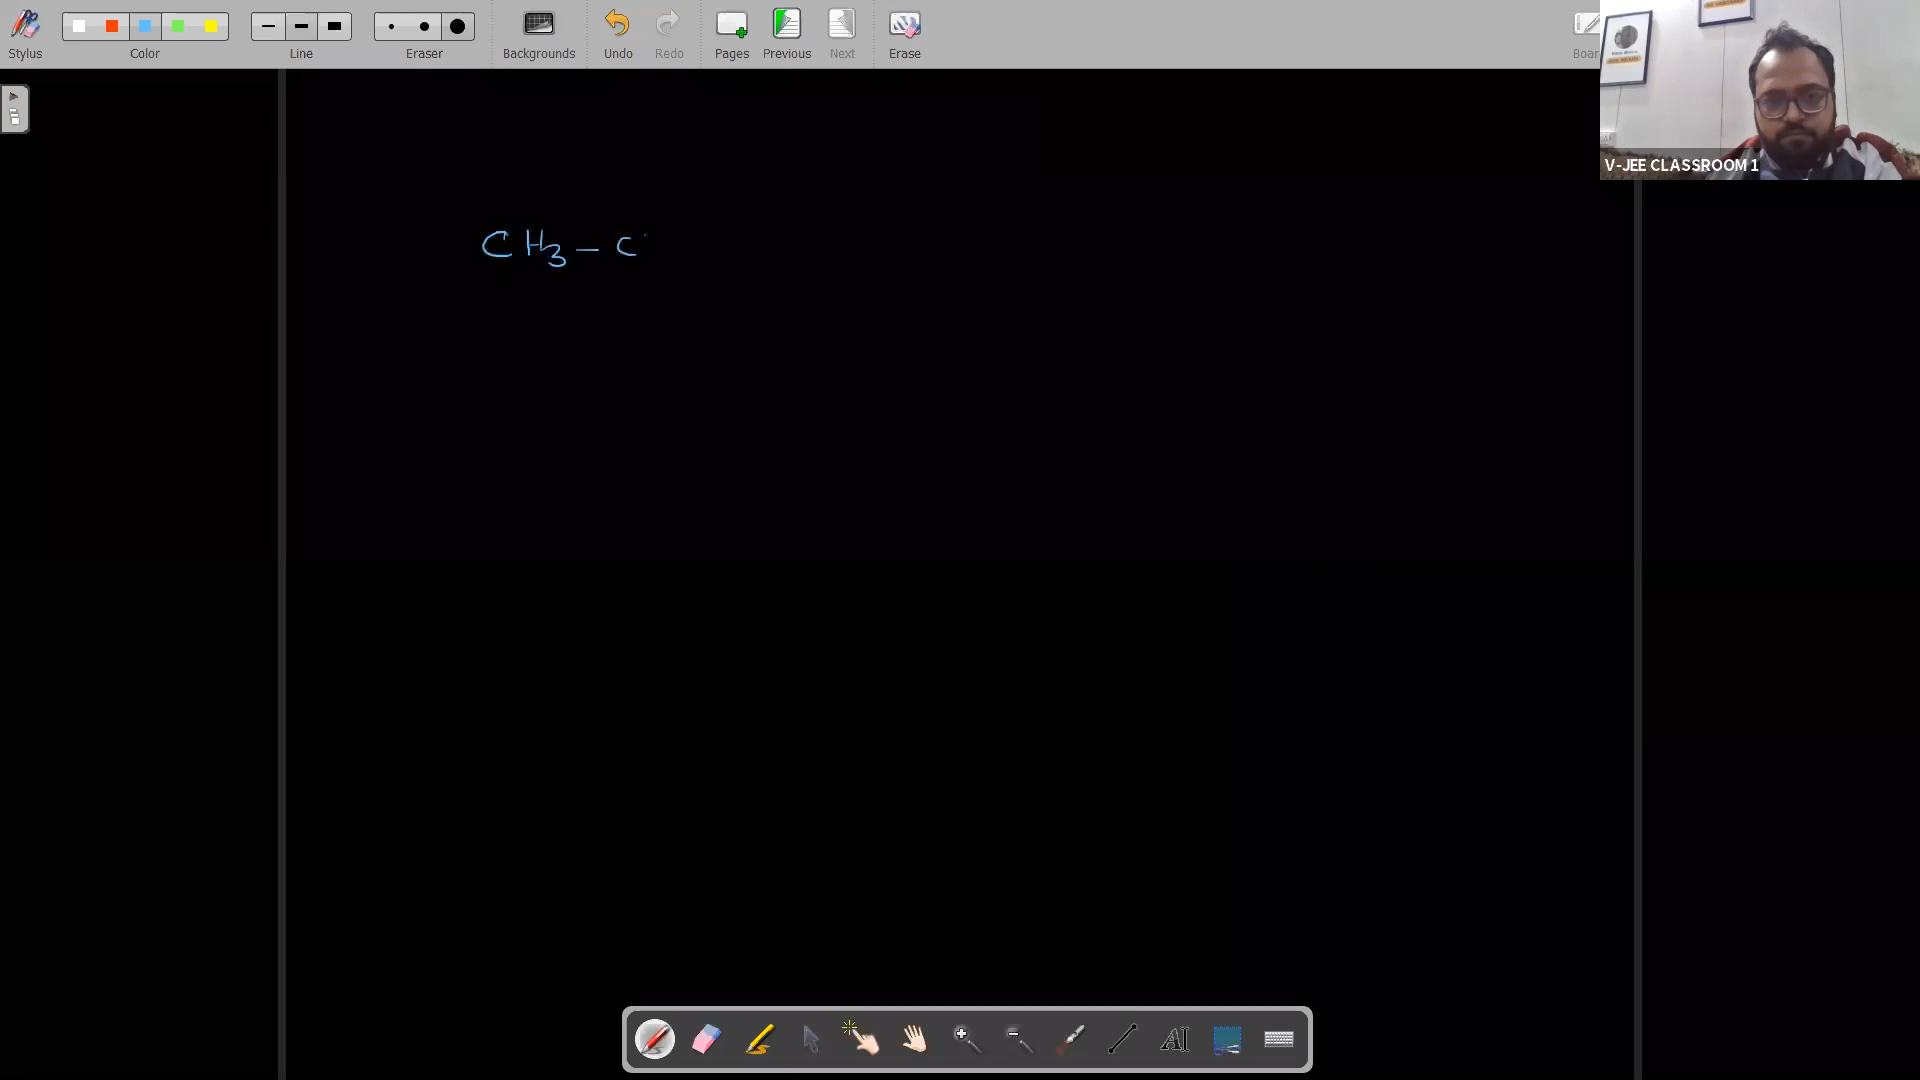 Stylus Color Line Eraser Backgrounds Undo Redo Pages Previous Next Erase
V-JEE CLASSROOM 1
CH₃ – C